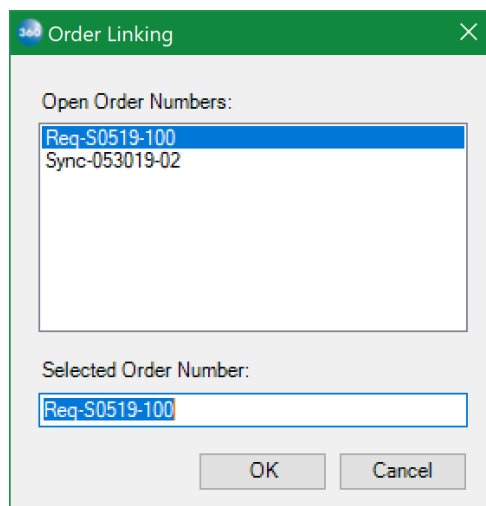 360 Order Linking
Open Order Numbers:
Req-S0519-100
Sync-053019-02
Selected Order Number:
Req-S0519-100
OK Cancel